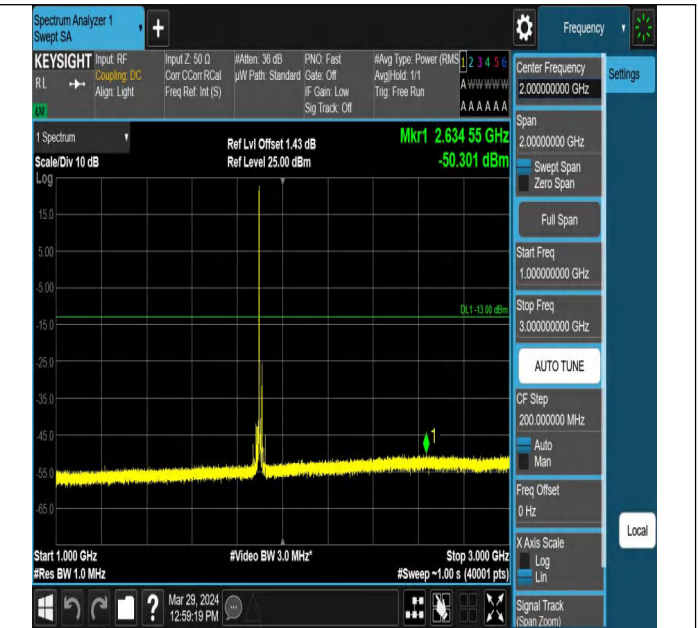 Spectrum Analyzer 1
Swept SA
+
Frequency
KEYSIGHT
RL
LXI
Input: RF
Coupling: DC
Align: Light
Input Z: 50 Ω
Corr CCorr RCal
Freq Ref: Int (S)
#Atten: 36 dB
µW Path: Standard
PNO: Fast
Gate: Off
IF Gain: Low
Sig Track: Off
#Avg Type: Power (RMS
Avg|Hold: 1/1
Trig: Free Run
1 2 3 4 5 6
A W W W W W
A A A A A A
1 Spectrum
Scale/Div 10 dB
Log
Ref Lvl Offset 1.43 dB
Ref Level 25.00 dBm
Mkr1 2.634 55 GHz
-50.301 dBm
15.0
5.00
-5.00
DL1 -13.00 dBm
-15.0
-25.0
-35.0
-45.0
1
-55.0
-65.0
Start 1.000 GHz
#Res BW 1.0 MHz
#Video BW 3.0 MHz*
Stop 3.000 GHz
#Sweep ~1.00 s (40001 pts)
Mar 29, 2024
12:59:19 PM
?
Center Frequency
2.000000000 GHz
Span
2.00000000 GHz
Swept Span
Zero Span
Full Span
Start Freq
1.000000000 GHz
Stop Freq
3.000000000 GHz
AUTO TUNE
CF Step
200.000000 MHz
Auto
Man
Freq Offset
0 Hz
X Axis Scale
Log
Lin
Signal Track
(Span Zoom)
Settings
Local